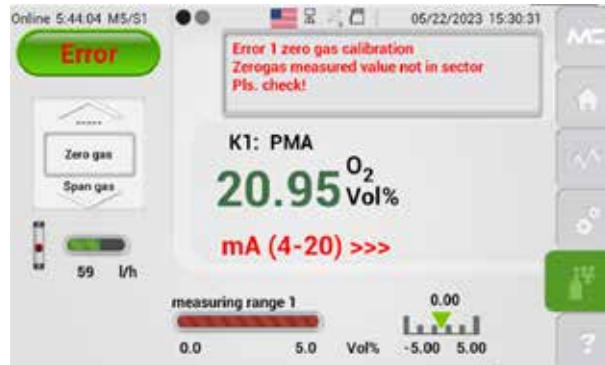 Online 5:44:04 M5/S1
05/22/2023 15:30:31
Error
Error 1 zero gas calibration
Zerogas measured value not in sector
Pls. check!
.....
Zero gas
Span gas
K1: PMA
20.95 O2 Vol%
mA (4-20) >>>
59 l/h
measuring range 1
0.0 5.0 Vol%
0.00
-5.00 5.00
?